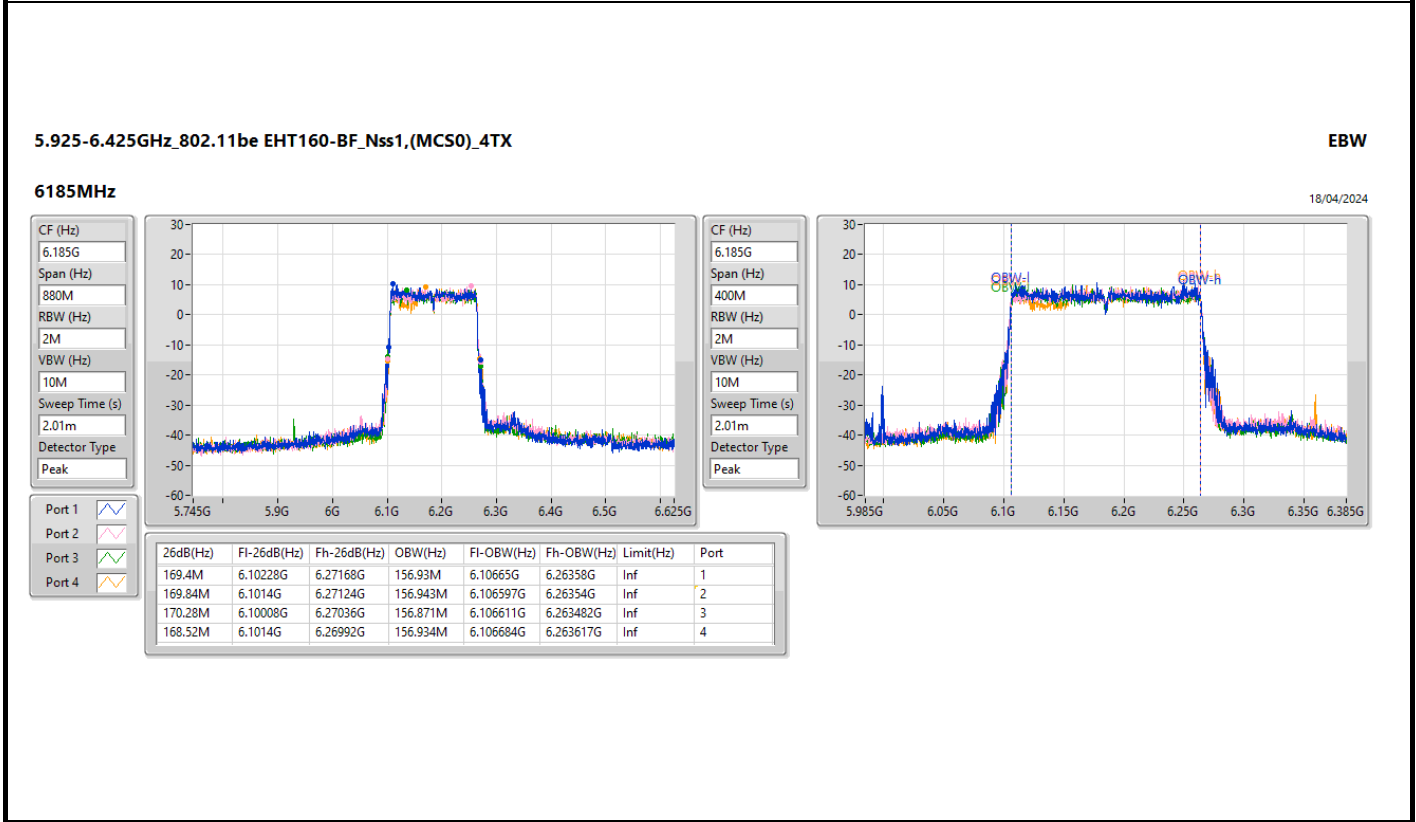 5.925-6.425GHz_802.11be EHT160-BF_Nss1,(MCS0)_4TX
EBW
6185MHz
18/04/2024
CF (Hz)
6.185G
Span (Hz)
880M
RBW (Hz)
2M
VBW (Hz)
10M
Sweep Time (s)
2.01m
Detector Type
Peak
30
20
10
0
-10
-20
-30
-40
-50
-60
5.745G 5.9G 6G 6.1G 6.2G 6.3G 6.4G 6.5G 6.625G
CF (Hz)
6.185G
Span (Hz)
400M
RBW (Hz)
2M
VBW (Hz)
10M
Sweep Time (s)
2.01m
Detector Type
Peak
30
20
10
0
-10
-20
-30
-40
-50
-60
OBW-l
OBW-h
5.985G 6.05G 6.1G 6.15G 6.2G 6.25G 6.3G 6.35G 6.385G
Port 1
Port 2
Port 3
Port 4
26dB(Hz) Fl-26dB(Hz) Fh-26dB(Hz) OBW(Hz) Fl-OBW(Hz) Fh-OBW(Hz) Limit(Hz) Port
169.4M 6.10228G 6.27168G 156.93M 6.10665G 6.26358G Inf 1
169.84M 6.1014G 6.27124G 156.943M 6.106597G 6.26354G Inf 2
170.28M 6.10008G 6.27036G 156.871M 6.106611G 6.263482G Inf 3
168.52M 6.1014G 6.26992G 156.934M 6.106684G 6.263617G Inf 4